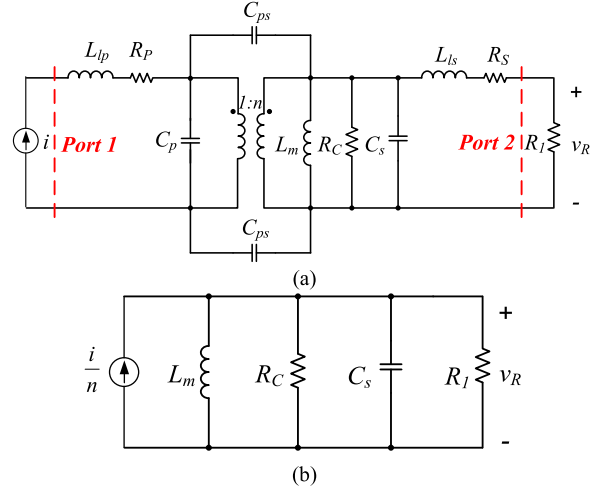 C_ps
L_lp R_P L_ls R_S
1:n
i Port 1 C_p L_m R_C C_s Port 2 R_1 + v_R -
C_ps
(a)
i/n L_m R_C C_s R_1 + v_R -
(b)